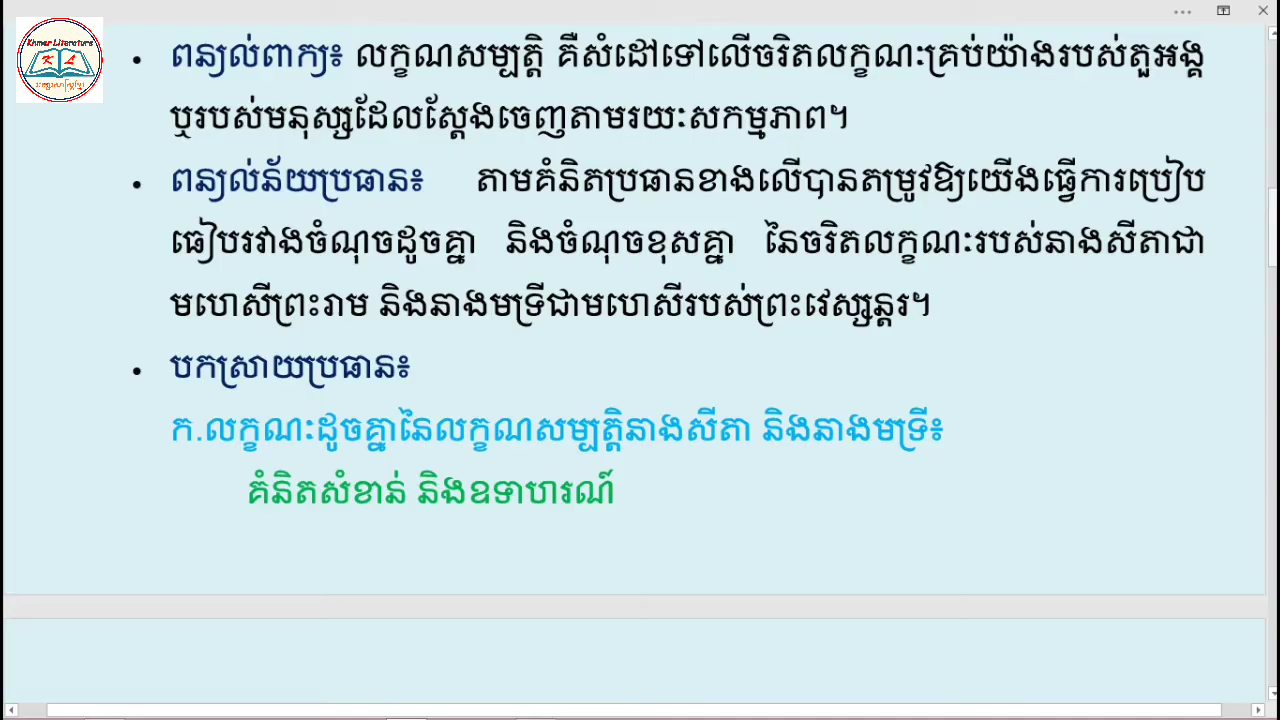 Khmer Literature
K L
ពន្យល់ពាក្យ៖ លក្ខណសម្បត្តិ គឺសំដៅទៅលើចរិតលក្ខណៈគ្រប់យ៉ាងរបស់តួអង្គ
ឬរបស់មនុស្សដែលស្តែងចេញតាមរយៈសកម្មភាព។
ពន្យល់ន័យប្រធាន៖ តាមគំនិតប្រធានខាងលើបានតម្រូវឱ្យយើងធ្វើការប្រៀប
ធៀបរវាងចំណុចដូចគ្នា និងចំណុចខុសគ្នា នៃចរិតលក្ខណៈរបស់នាងសីតាជា
មហេសីព្រះរាម និងនាងមទ្រីជាមហេសីរបស់ព្រះវេស្សន្តរ។
បកស្រាយប្រធាន៖
ក.លក្ខណៈដូចគ្នានៃលក្ខណសម្បត្តិនាងសីតា និងនាងមទ្រី៖
គំនិតសំខាន់ និងឧទាហរណ៍